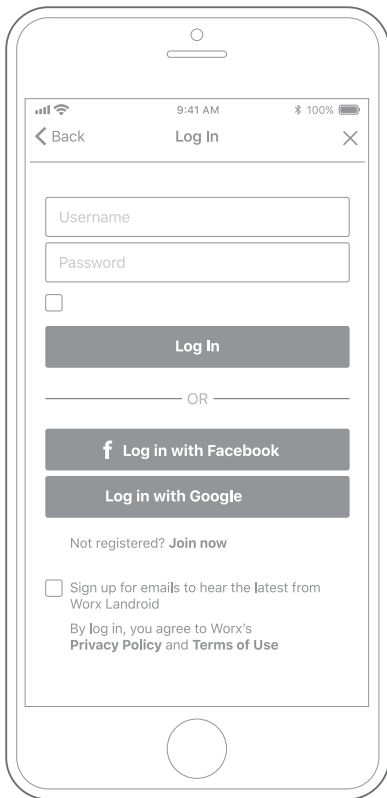 9:41 AM 100%
Back Log In
Username
Password
Log In
OR
f Log in with Facebook
Log in with Google
Not registered? Join now
Sign up for emails to hear the latest from
Worx Landroid
By log in, you agree to Worx's
Privacy Policy and Terms of Use